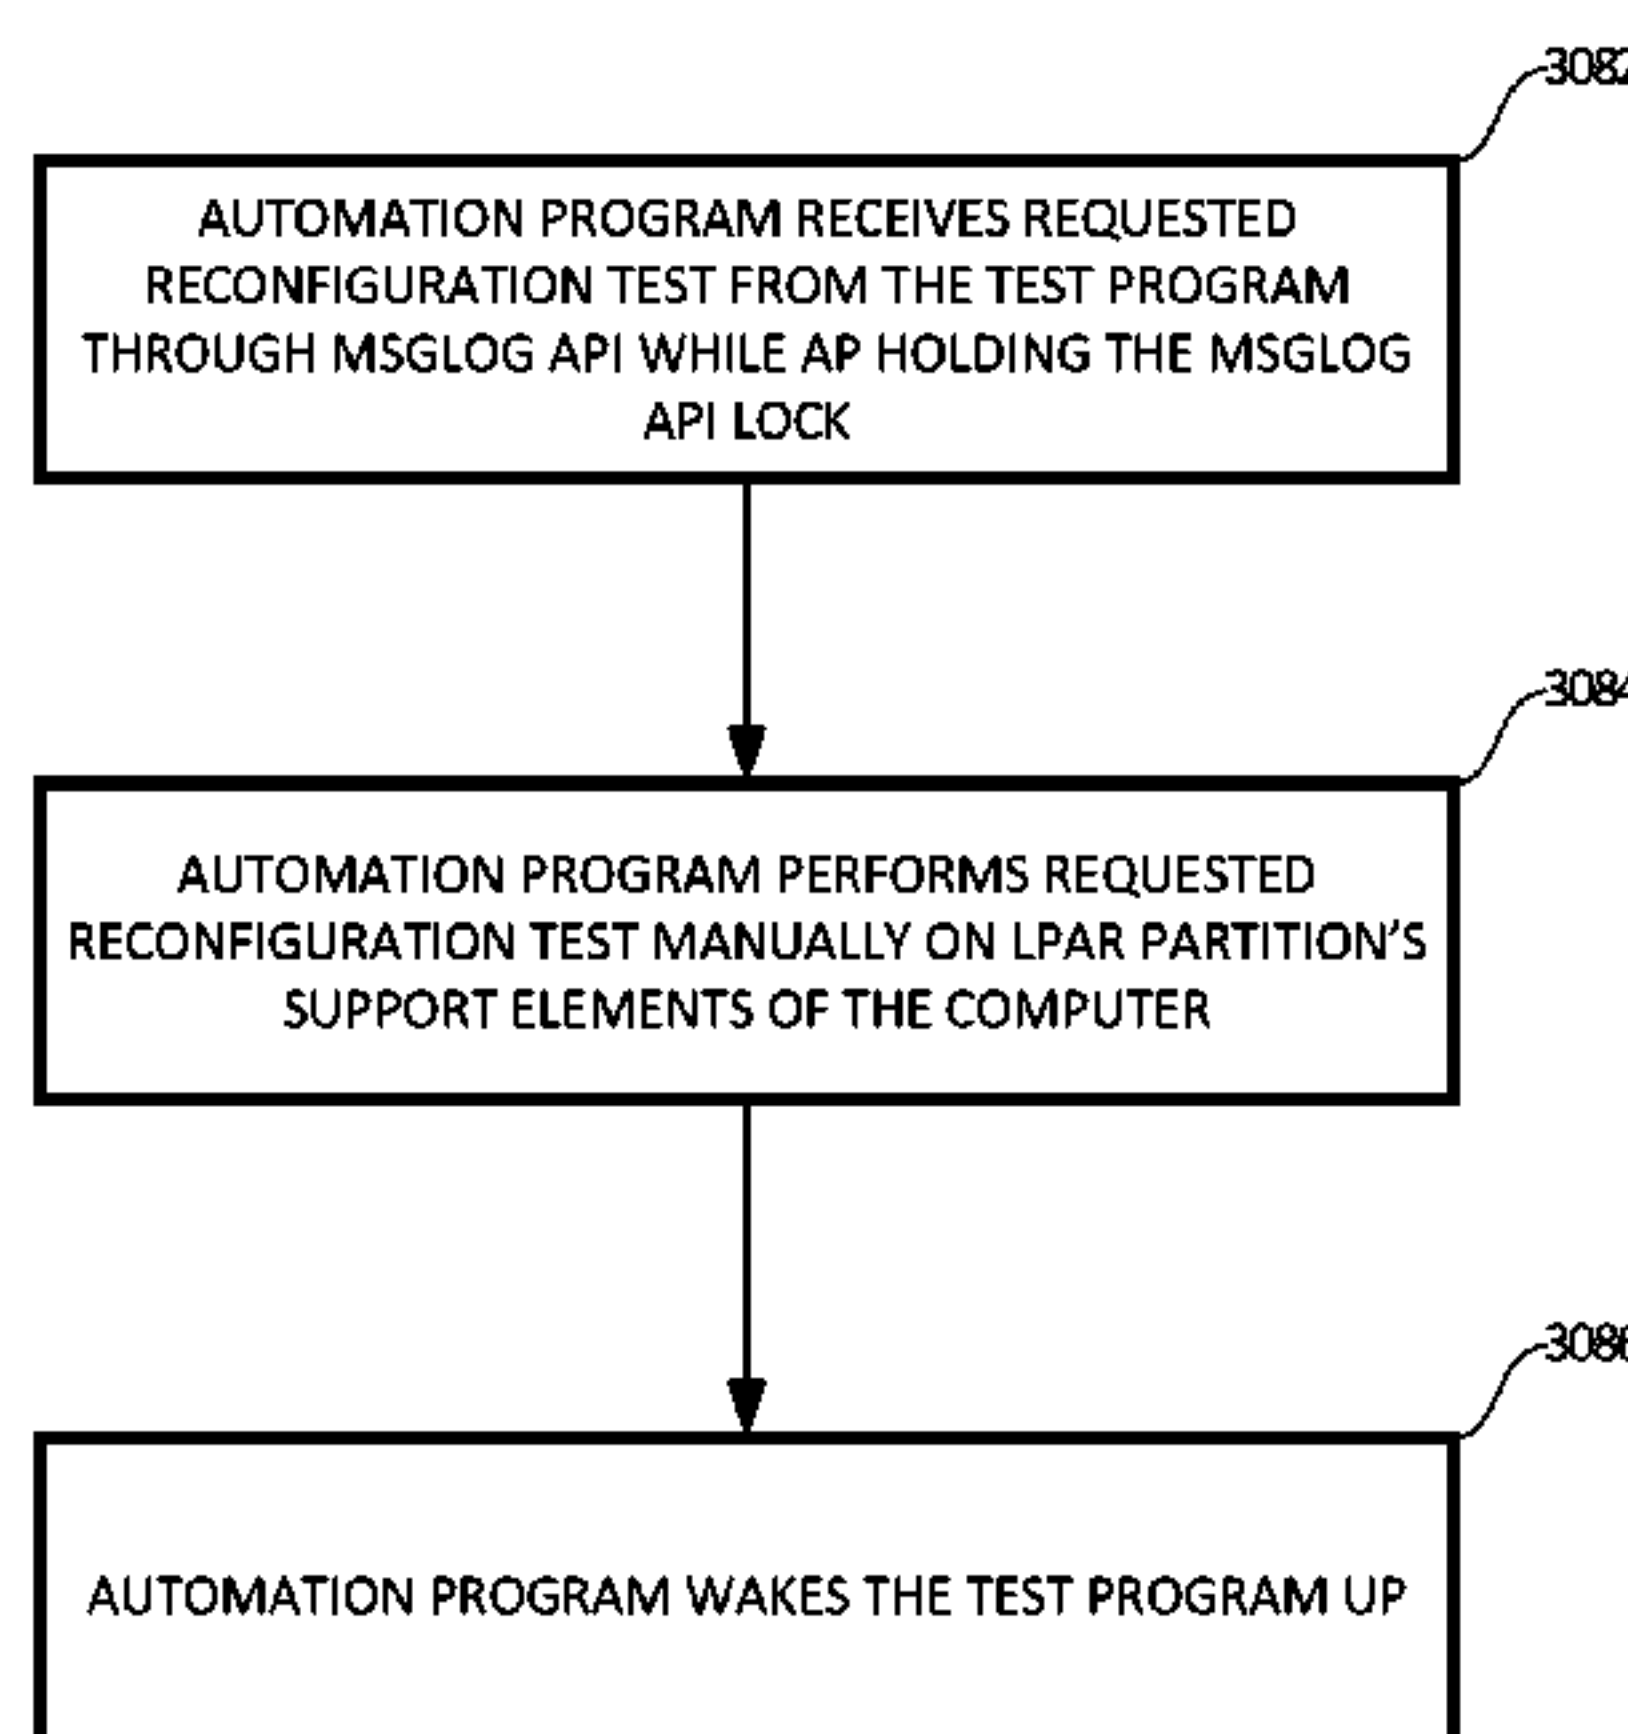 3082
AUTOMATION PROGRAM RECEIVES REQUESTED
RECONFIGURATION TEST FROM THE TEST PROGRAM
THROUGH MSGLOG API WHILE AP HOLDING THE MSGLOG
API LOCK
3084
AUTOMATION PROGRAM PERFORMS REQUESTED
RECONFIGURATION TEST MANUALLY ON LPAR PARTITION’S
SUPPORT ELEMENTS OF THE COMPUTER
3086
AUTOMATION PROGRAM WAKES THE TEST PROGRAM UP